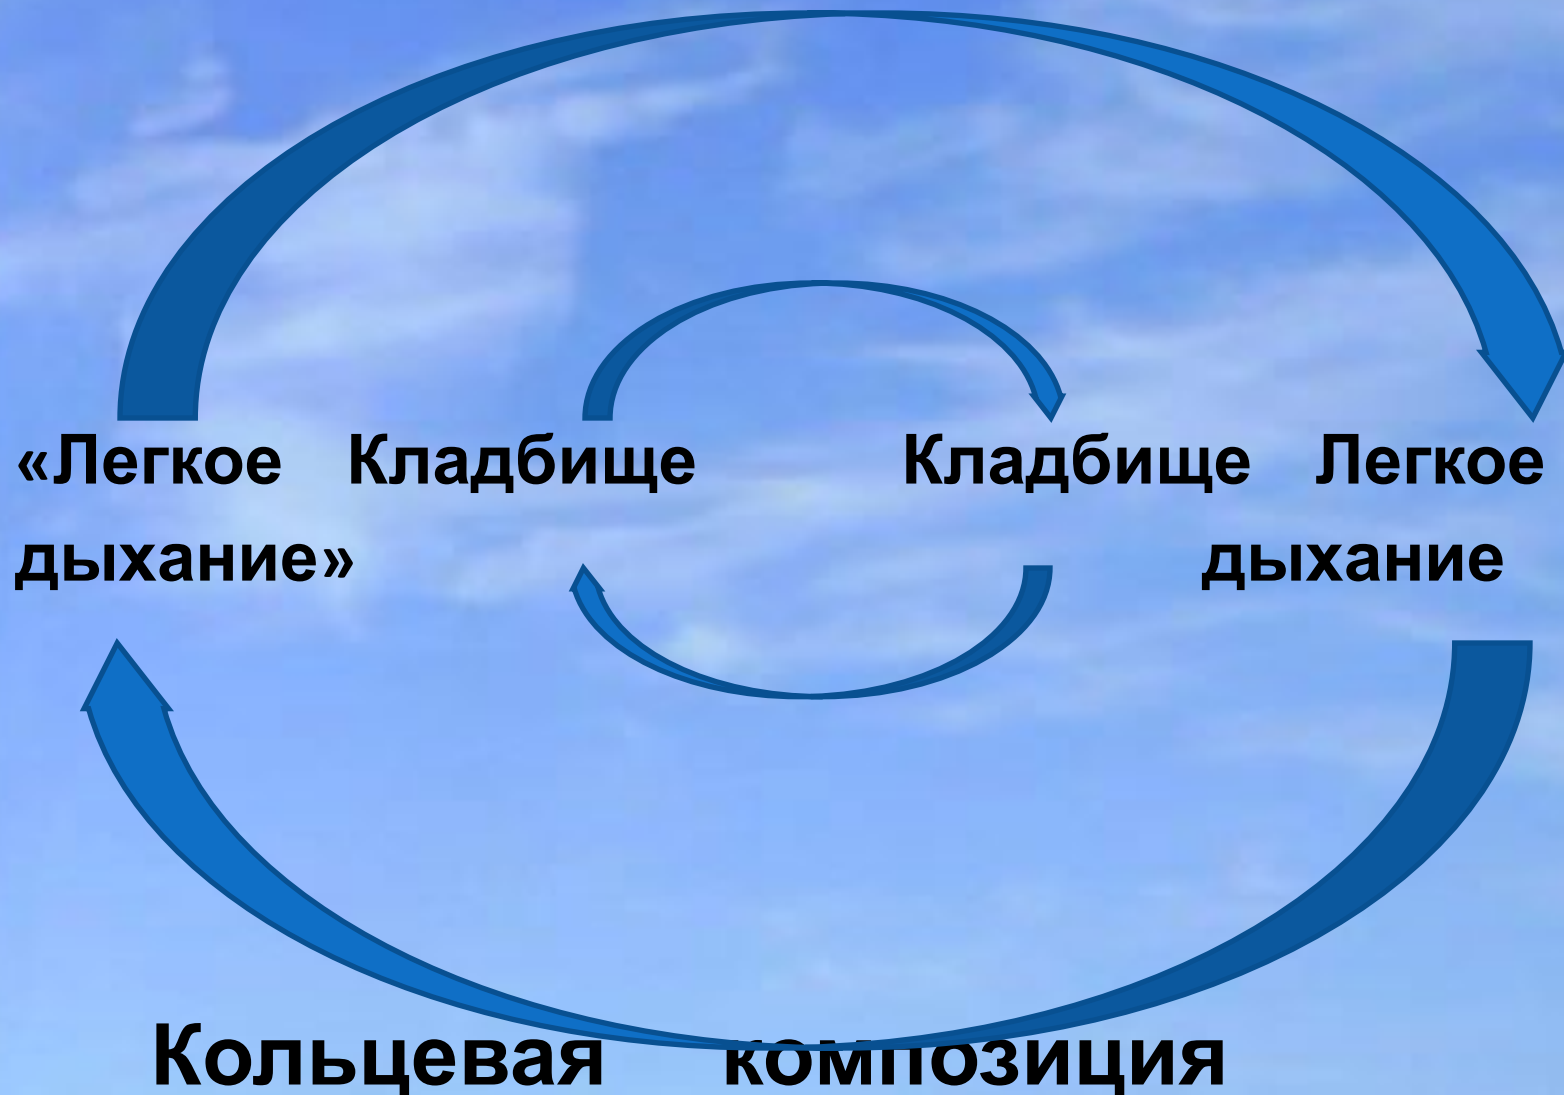 «Легкое Кладбище Кладбище Легкое
дыхание» дыхание
Кольцевая композиция